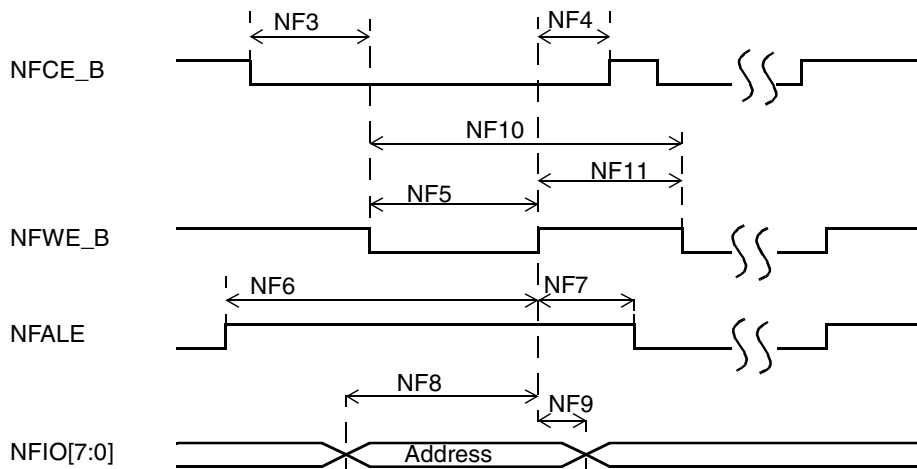 NF3 NF4
NFCE_B
NF10
NF11
NF5
NFWE_B
NF6 NF7
NFALE
NF8
NF9
NFIO[7:0] Address